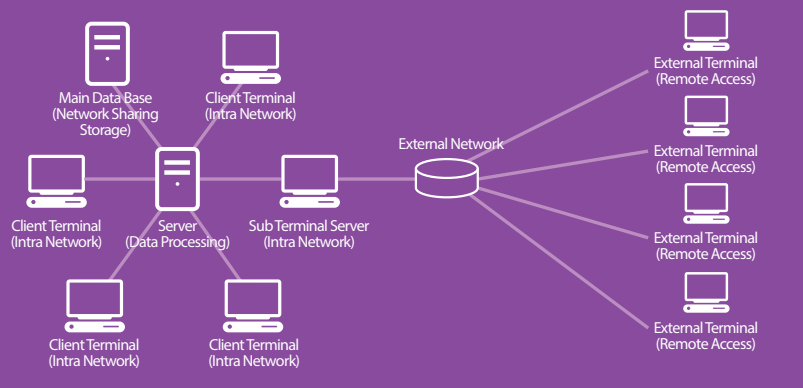 Main Data Base
(Network Sharing
Storage)
Client Terminal
(Intra Network)
Client Terminal
(Intra Network)
Server
(Data Processing)
Sub Terminal Server
(Intra Network)
Client Terminal
(Intra Network)
Client Terminal
(Intra Network)
External Network
External Terminal
(Remote Access)
External Terminal
(Remote Access)
External Terminal
(Remote Access)
External Terminal
(Remote Access)